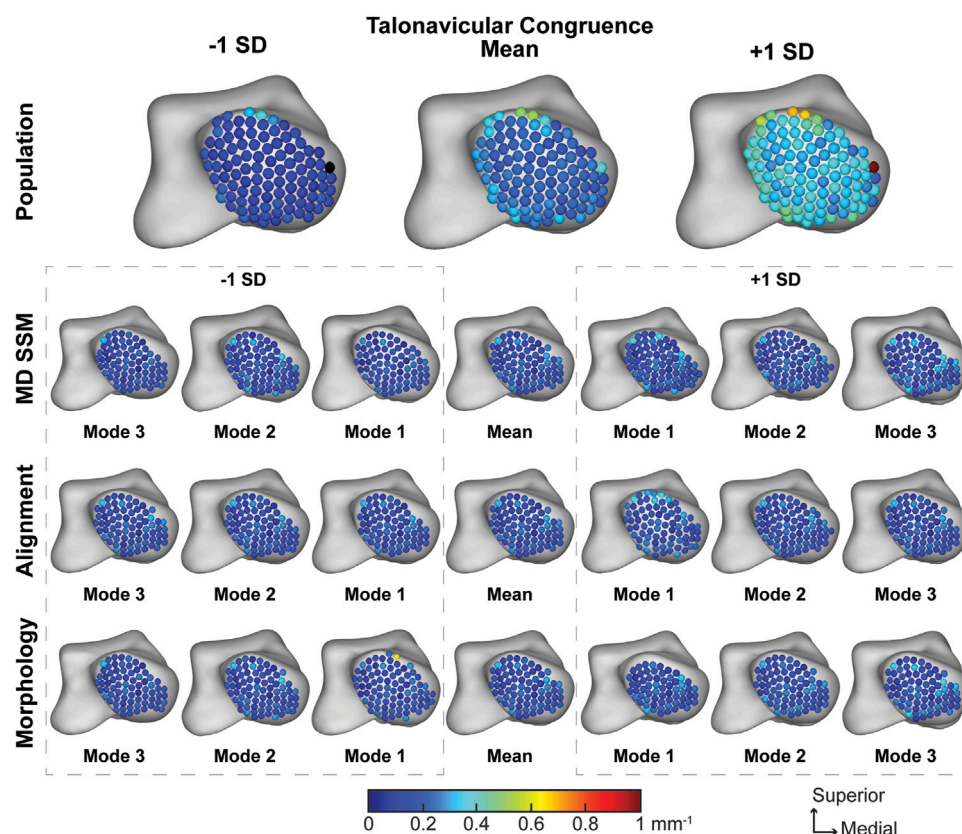 Talonavicular Congruence
-1 SD Mean +1 SD
Population
-1 SD +1 SD
MD SSM
Mode 3 Mode 2 Mode 1 Mean Mode 1 Mode 2 Mode 3
Alignment
Mode 3 Mode 2 Mode 1 Mean Mode 1 Mode 2 Mode 3
Morphology
Mode 3 Mode 2 Mode 1 Mean Mode 1 Mode 2 Mode 3
0 0.2 0.4 0.6 0.8 1 mm⁻¹
Superior
Medial